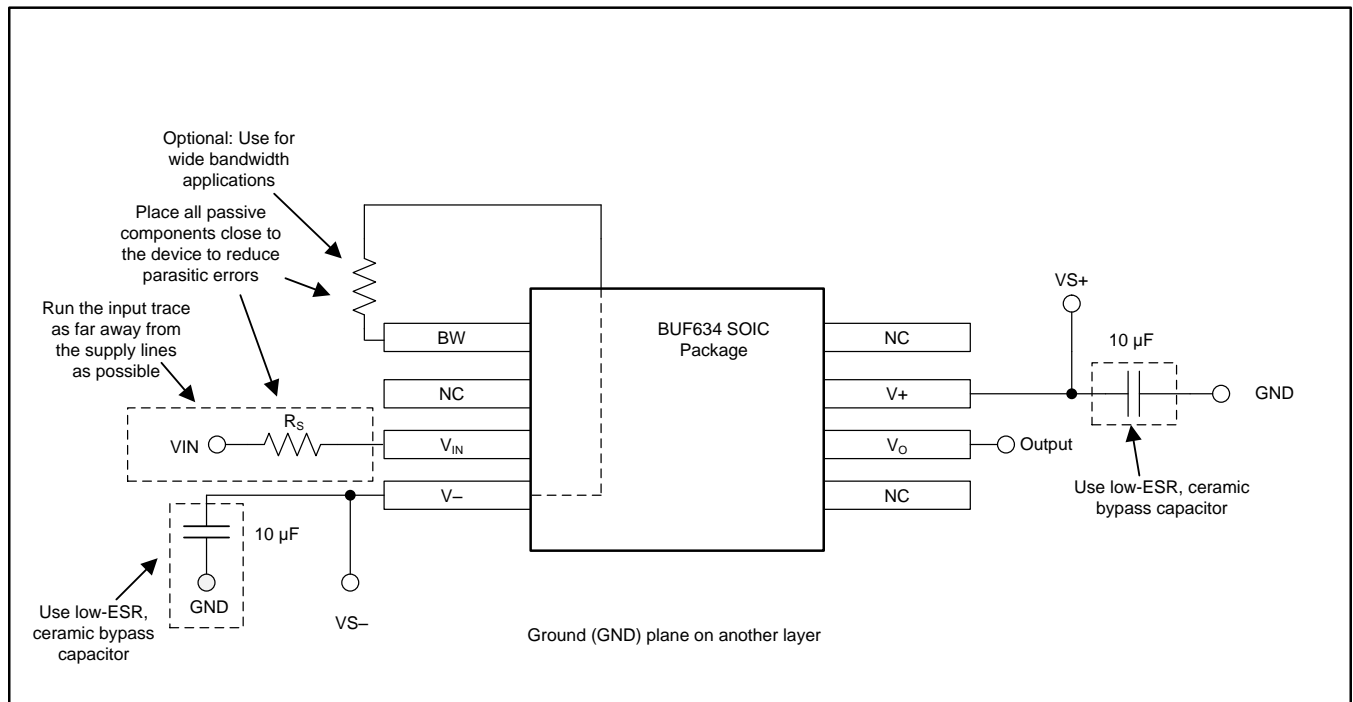 Optional: Use for
wide bandwidth
applications
Place all passive
components close to
the device to reduce
parasitic errors
Run the input trace
as far away from
the supply lines
as possible
BW
NC
VIN
RS
VIN
V–
10 µF
GND
Use low-ESR,
ceramic bypass
capacitor
VS–
BUF634 SOIC
Package
NC
V+
VO
NC
VS+
10 µF
GND
Output
Use low-ESR, ceramic
bypass capacitor
Ground (GND) plane on another layer